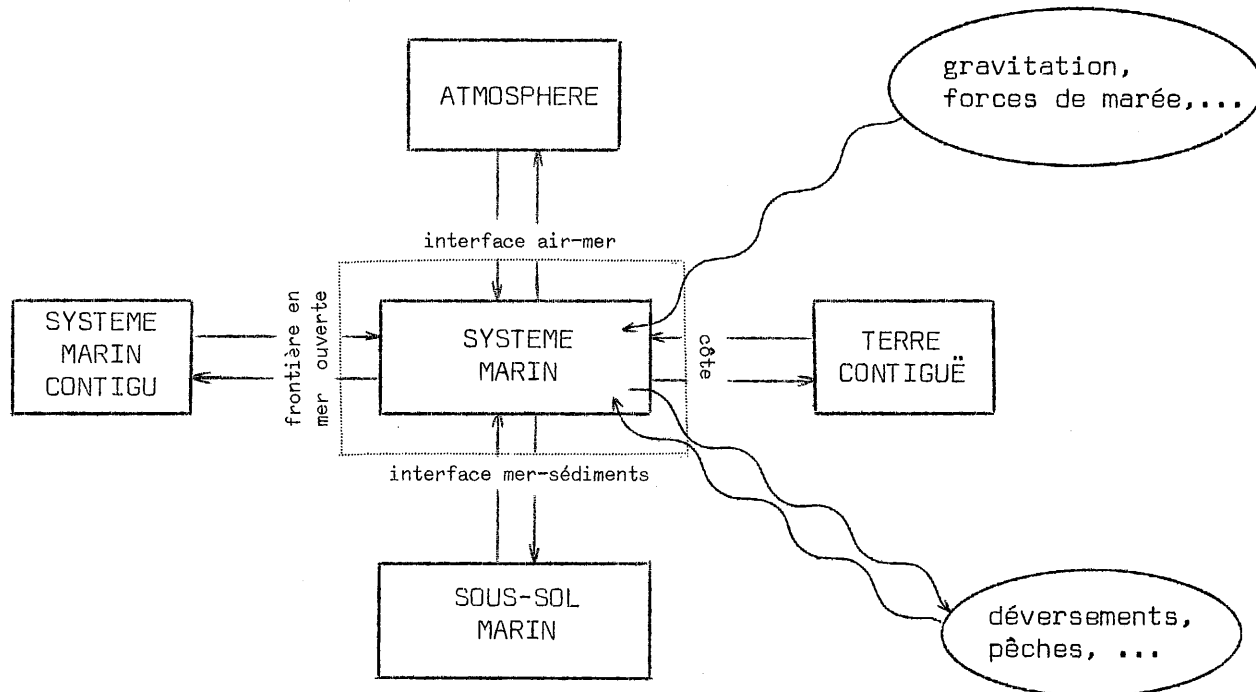 gravitation,
forces de marée,...
ATMOSPHERE
interface air-mer
SYSTEME
MARIN
CONTIGU
frontière en
mer ouverte
SYSTEME
MARIN
côte
TERRE
CONTIGUË
interface mer-sédiments
SOUS-SOL
MARIN
déversements,
pêches, ...